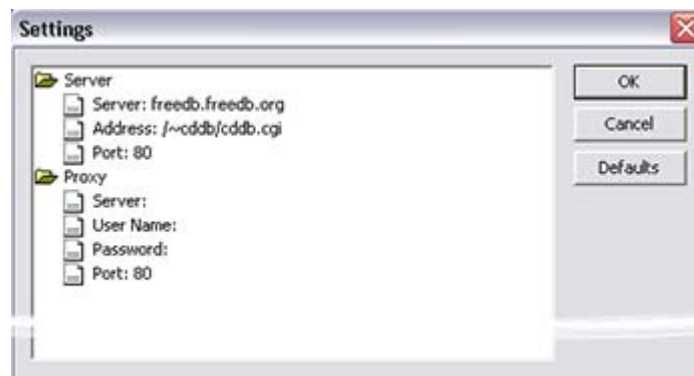 Settings
Server
Server: freedb.freedb.org
Address: /~cddb/cddb.cgi
Port: 80
Proxy
Server:
User Name:
Password:
Port: 80
OK
Cancel
Defaults